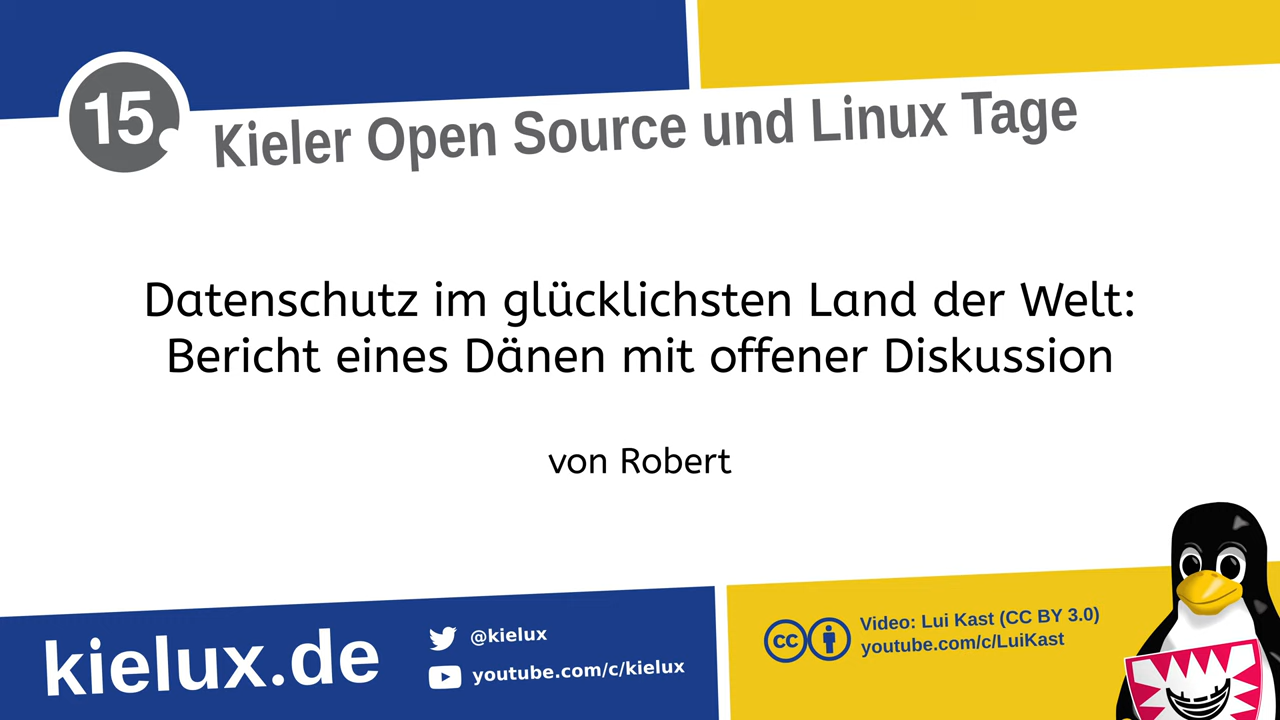 15.
Kieler Open Source und Linux Tage
Datenschutz im glücklichsten Land der Welt:
Bericht eines Dänen mit offener Diskussion
von Robert
kielux.de
@kielux
youtube.com/c/kielux
cc
Video: Lui Kast (CC BY 3.0)
youtube.com/c/LuiKast